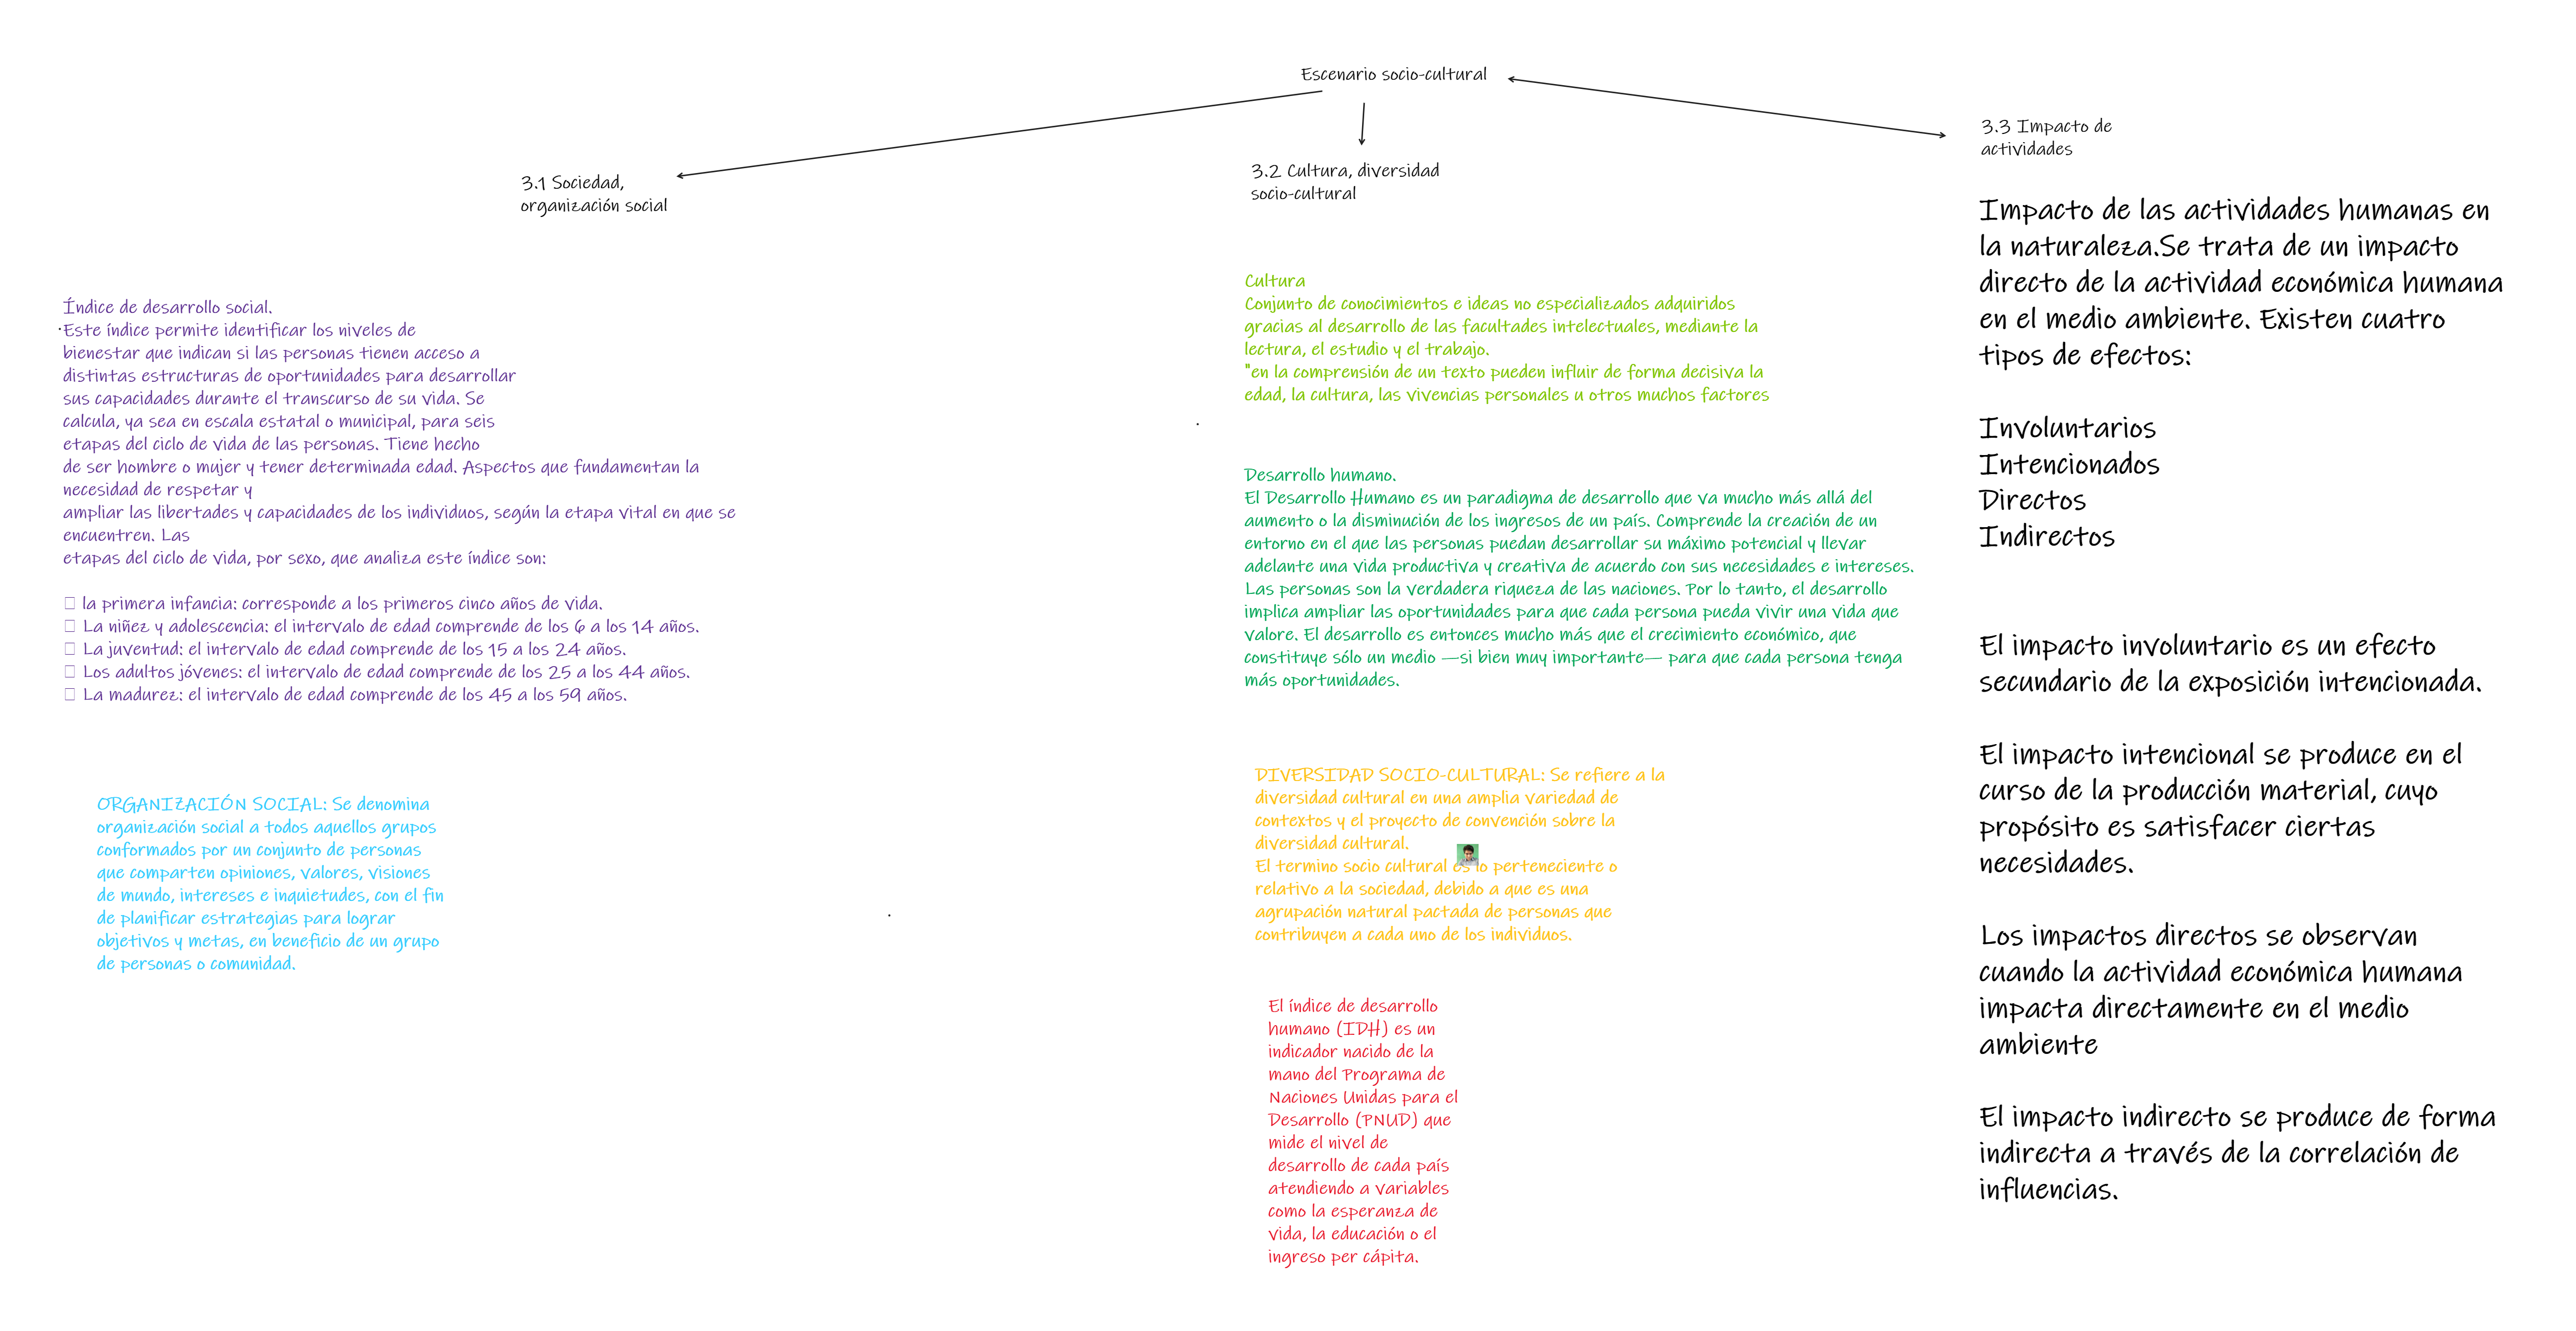 Escenario socio-cultural
3.1 Sociedad,
organización social
Índice de desarrollo social.
Este índice permite identificar los niveles de
bienestar que indican si las personas tienen acceso a
distintas estructuras de oportunidades para desarrollar
sus capacidades durante el transcurso de su vida. Se
calcula, ya sea en escala estatal o municipal, para seis
etapas del ciclo de vida de las personas. Tiene hecho
de ser hombre o mujer y tener determinada edad. Aspectos que fundamentan la
necesidad de respetar y
ampliar las libertades y capacidades de los individuos, según la etapa vital en que se
encuentren. Las
etapas del ciclo de vida, por sexo, que analiza este índice son:
la primera infancia: corresponde a los primeros cinco años de vida.
La niñez y adolescencia: el intervalo de edad comprende de los 6 a los 14 años.
La juventud: el intervalo de edad comprende de los 15 a los 24 años.
Los adultos jóvenes: el intervalo de edad comprende de los 25 a los 44 años.
La madurez: el intervalo de edad comprende de los 45 a los 59 años.
ORGANIZACIÓN SOCIAL: Se denomina
organización social a todos aquellos grupos
conformados por un conjunto de personas
que comparten opiniones, valores, visiones
de mundo, intereses e inquietudes, con el fin
de planificar estrategias para lograr
objetivos y metas, en beneficio de un grupo
de personas o comunidad.
3.2 Cultura, diversidad
socio-cultural
Cultura
Conjunto de conocimientos e ideas no especializados adquiridos
gracias al desarrollo de las facultades intelectuales, mediante la
lectura, el estudio y el trabajo.
"en la comprensión de un texto pueden influir de forma decisiva la
edad, la cultura, las vivencias personales u otros muchos factores
Desarrollo humano.
El Desarrollo Humano es un paradigma de desarrollo que va mucho más allá del
aumento o la disminución de los ingresos de un país. Comprende la creación de un
entorno en el que las personas puedan desarrollar su máximo potencial y llevar
adelante una vida productiva y creativa de acuerdo con sus necesidades e intereses.
Las personas son la verdadera riqueza de las naciones. Por lo tanto, el desarrollo
implica ampliar las oportunidades para que cada persona pueda vivir una vida que
valore. El desarrollo es entonces mucho más que el crecimiento económico, que
constituye sólo un medio —si bien muy importante— para que cada persona tenga
más oportunidades.
DIVERSIDAD SOCIO-CULTURAL: Se refiere a la
diversidad cultural en una amplia variedad de
contextos y el proyecto de convención sobre la
diversidad cultural.
El termino socio cultural es lo perteneciente o
relativo a la sociedad, debido a que es una
agrupación natural pactada de personas que
contribuyen a cada uno de los individuos.
El índice de desarrollo
humano (IDH) es un
indicador nacido de la
mano del Programa de
Naciones Unidas para el
Desarrollo (PNUD) que
mide el nivel de
desarrollo de cada país
atendiendo a variables
como la esperanza de
vida, la educación o el
ingreso per cápita.
3.3 Impacto de
actividades
Impacto de las actividades humanas en
la naturaleza.Se trata de un impacto
directo de la actividad económica humana
en el medio ambiente. Existen cuatro
tipos de efectos:
Involuntarios
Intencionados
Directos
Indirectos
El impacto involuntario es un efecto
secundario de la exposición intencionada.
El impacto intencional se produce en el
curso de la producción material, cuyo
propósito es satisfacer ciertas
necesidades.
Los impactos directos se observan
cuando la actividad económica humana
impacta directamente en el medio
ambiente
El impacto indirecto se produce de forma
indirecta a través de la correlación de
influencias.